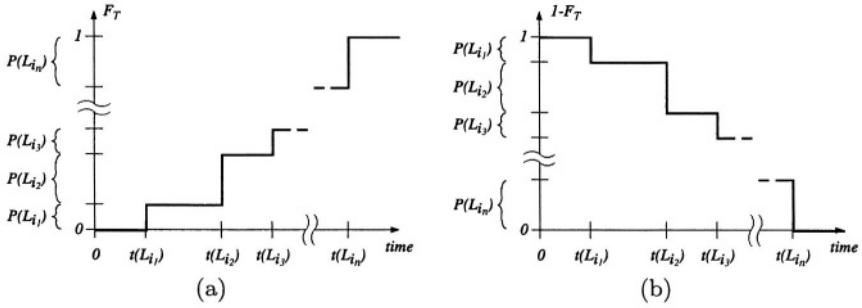 F_T
1
P(L_{i_n})
P(L_{i_3})
P(L_{i_2})
P(L_{i_1})
0
0 t(L_{i_1}) t(L_{i_2}) t(L_{i_3}) t(L_{i_n}) time
(a)
1-F_T
1
P(L_{i_1})
P(L_{i_2})
P(L_{i_3})
P(L_{i_n})
0
0 t(L_{i_1}) t(L_{i_2}) t(L_{i_3}) t(L_{i_n}) time
(b)